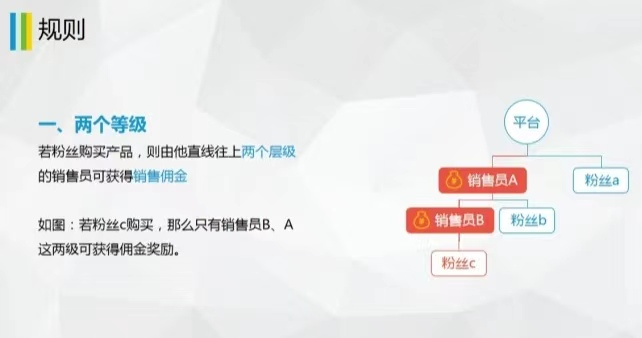 规则
一、两个等级
若粉丝购买产品，则由他直线往上两个层级
的销售员可获得销售佣金
如图：若粉丝c购买，那么只有销售员B、A
这两级可获得佣金奖励。
平台
销售员A
粉丝a
销售员B
粉丝b
粉丝c